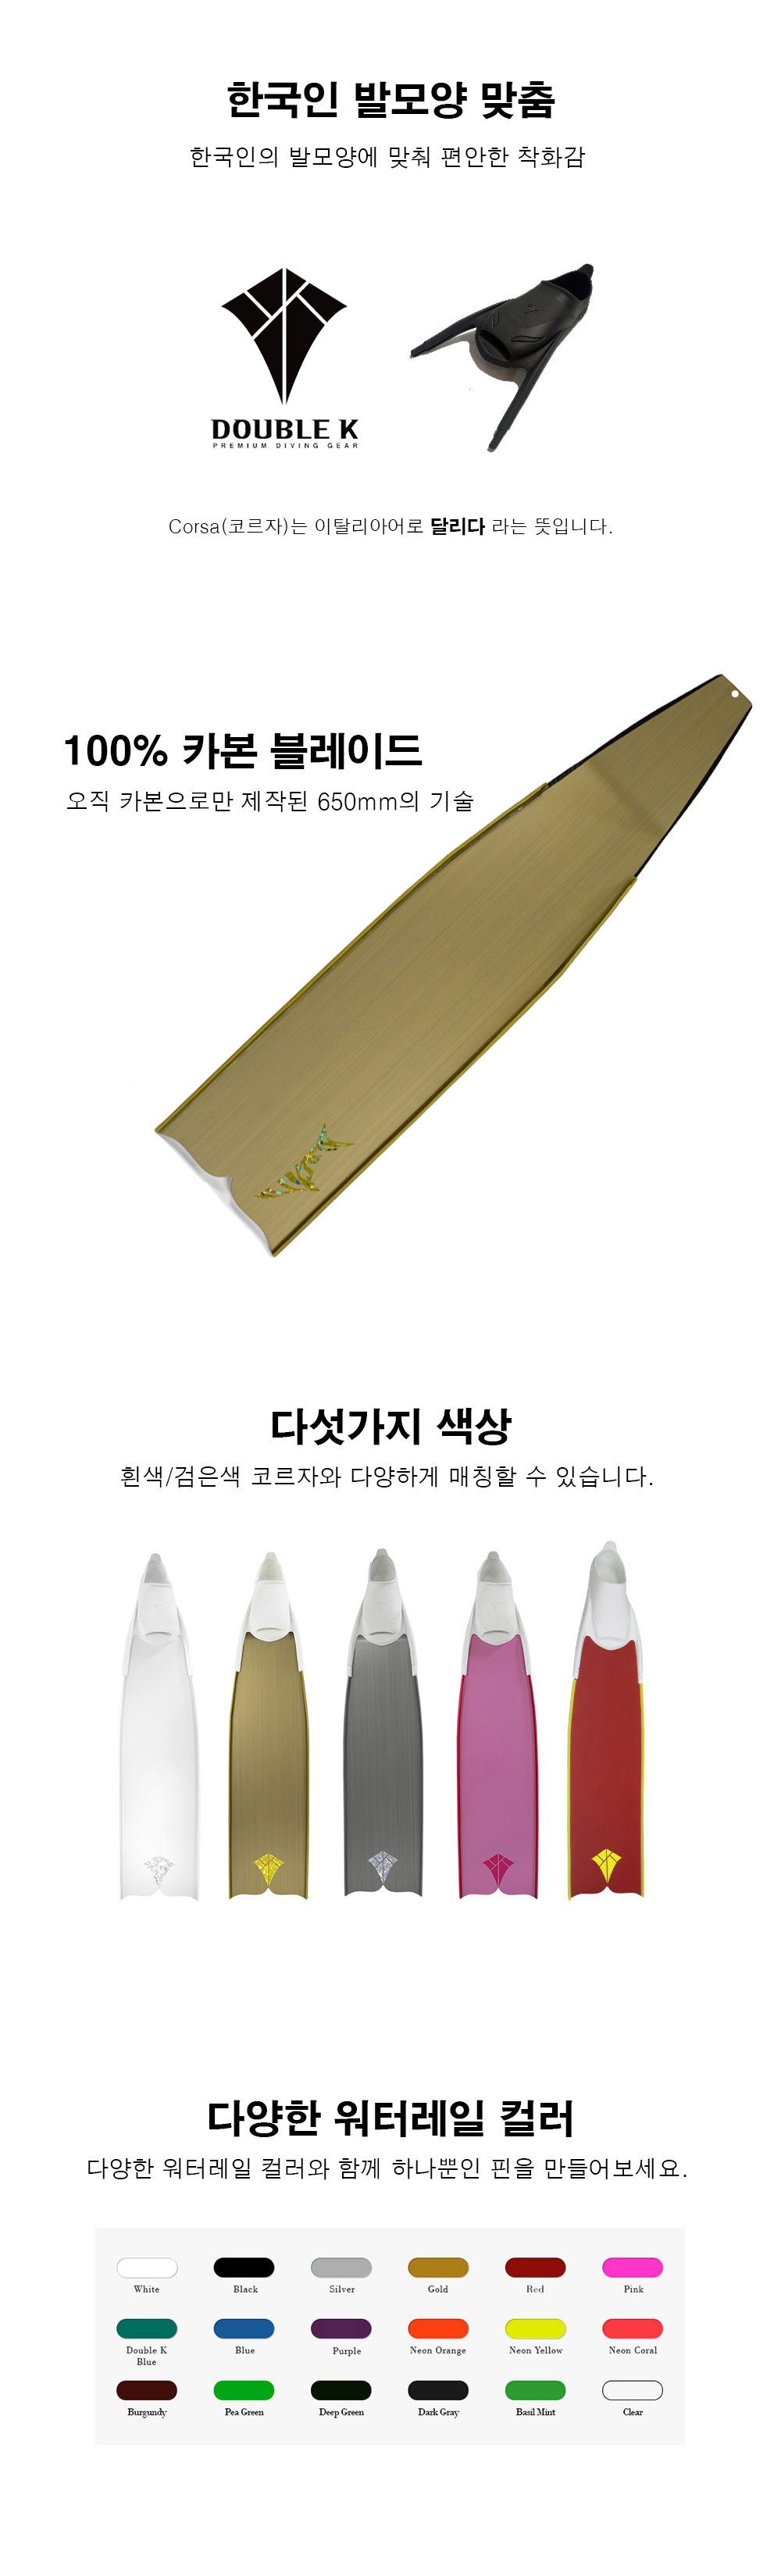 한국인 발모양 맞춤
한국인의 발모양에 맞춰 편안한 착화감
DOUBLE K
PREMIUM DIVING GEAR
Corsa(코르자)는 이탈리아어로 달리다 라는 뜻입니다.
100% 카본 블레이드
오직 카본으로만 제작된 650mm의 기술
다섯가지 색상
흰색/검은색 코르자와 다양하게 매칭할 수 있습니다.
다양한 워터레일 컬러
다양한 워터레일 컬러와 함께 하나뿐인 핀을 만들어보세요.
White Black Silver Gold Red Pink
Double K Blue Purple Neon Orange Neon Yellow Neon Coral
Blue
Burgundy Pea Green Deep Green Dark Gray Basil Mint Clear